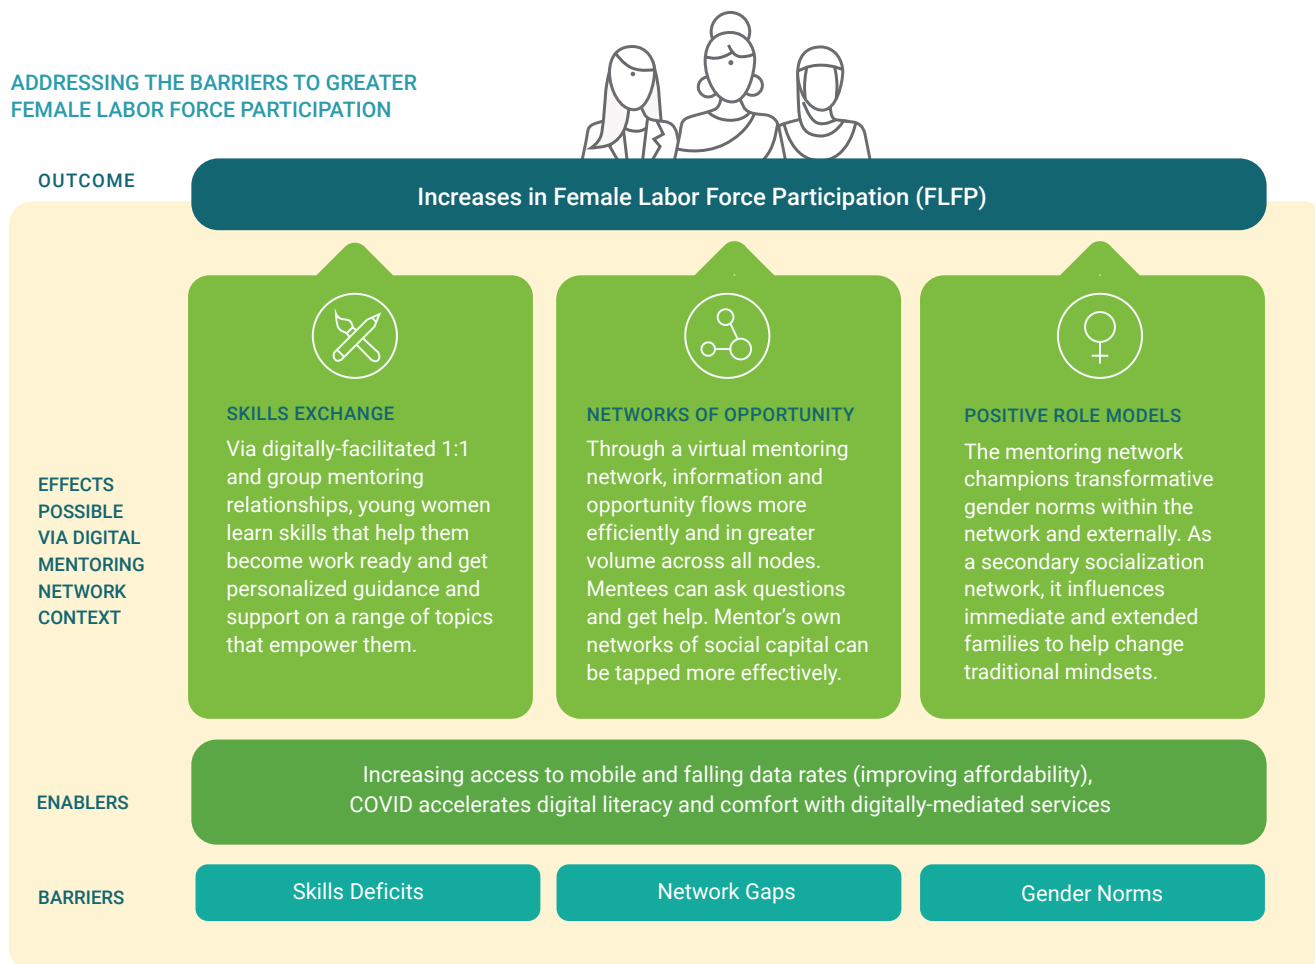 ADDRESSING THE BARRIERS TO GREATER
FEMALE LABOR FORCE PARTICIPATION
OUTCOME
Increases in Female Labor Force Participation (FLFP)
EFFECTS
POSSIBLE
VIA DIGITAL
MENTORING
NETWORK
CONTEXT
SKILLS EXCHANGE
Via digitally-facilitated 1:1
and group mentoring
relationships, young women
learn skills that help them
become work ready and get
personalized guidance and
support on a range of topics
that empower them.
NETWORKS OF OPPORTUNITY
Through a virtual mentoring
network, information and
opportunity flows more
efficiently and in greater
volume across all nodes.
Mentees can ask questions
and get help. Mentor's own
networks of social capital can
be tapped more effectively.
POSITIVE ROLE MODELS
The mentoring network
champions transformative
gender norms within the
network and externally. As
a secondary socialization
network, it influences
immediate and extended
families to help change
traditional mindsets.
ENABLERS
Increasing access to mobile and falling data rates (improving affordability),
COVID accelerates digital literacy and comfort with digitally-mediated services
BARRIERS
Skills Deficits
Network Gaps
Gender Norms